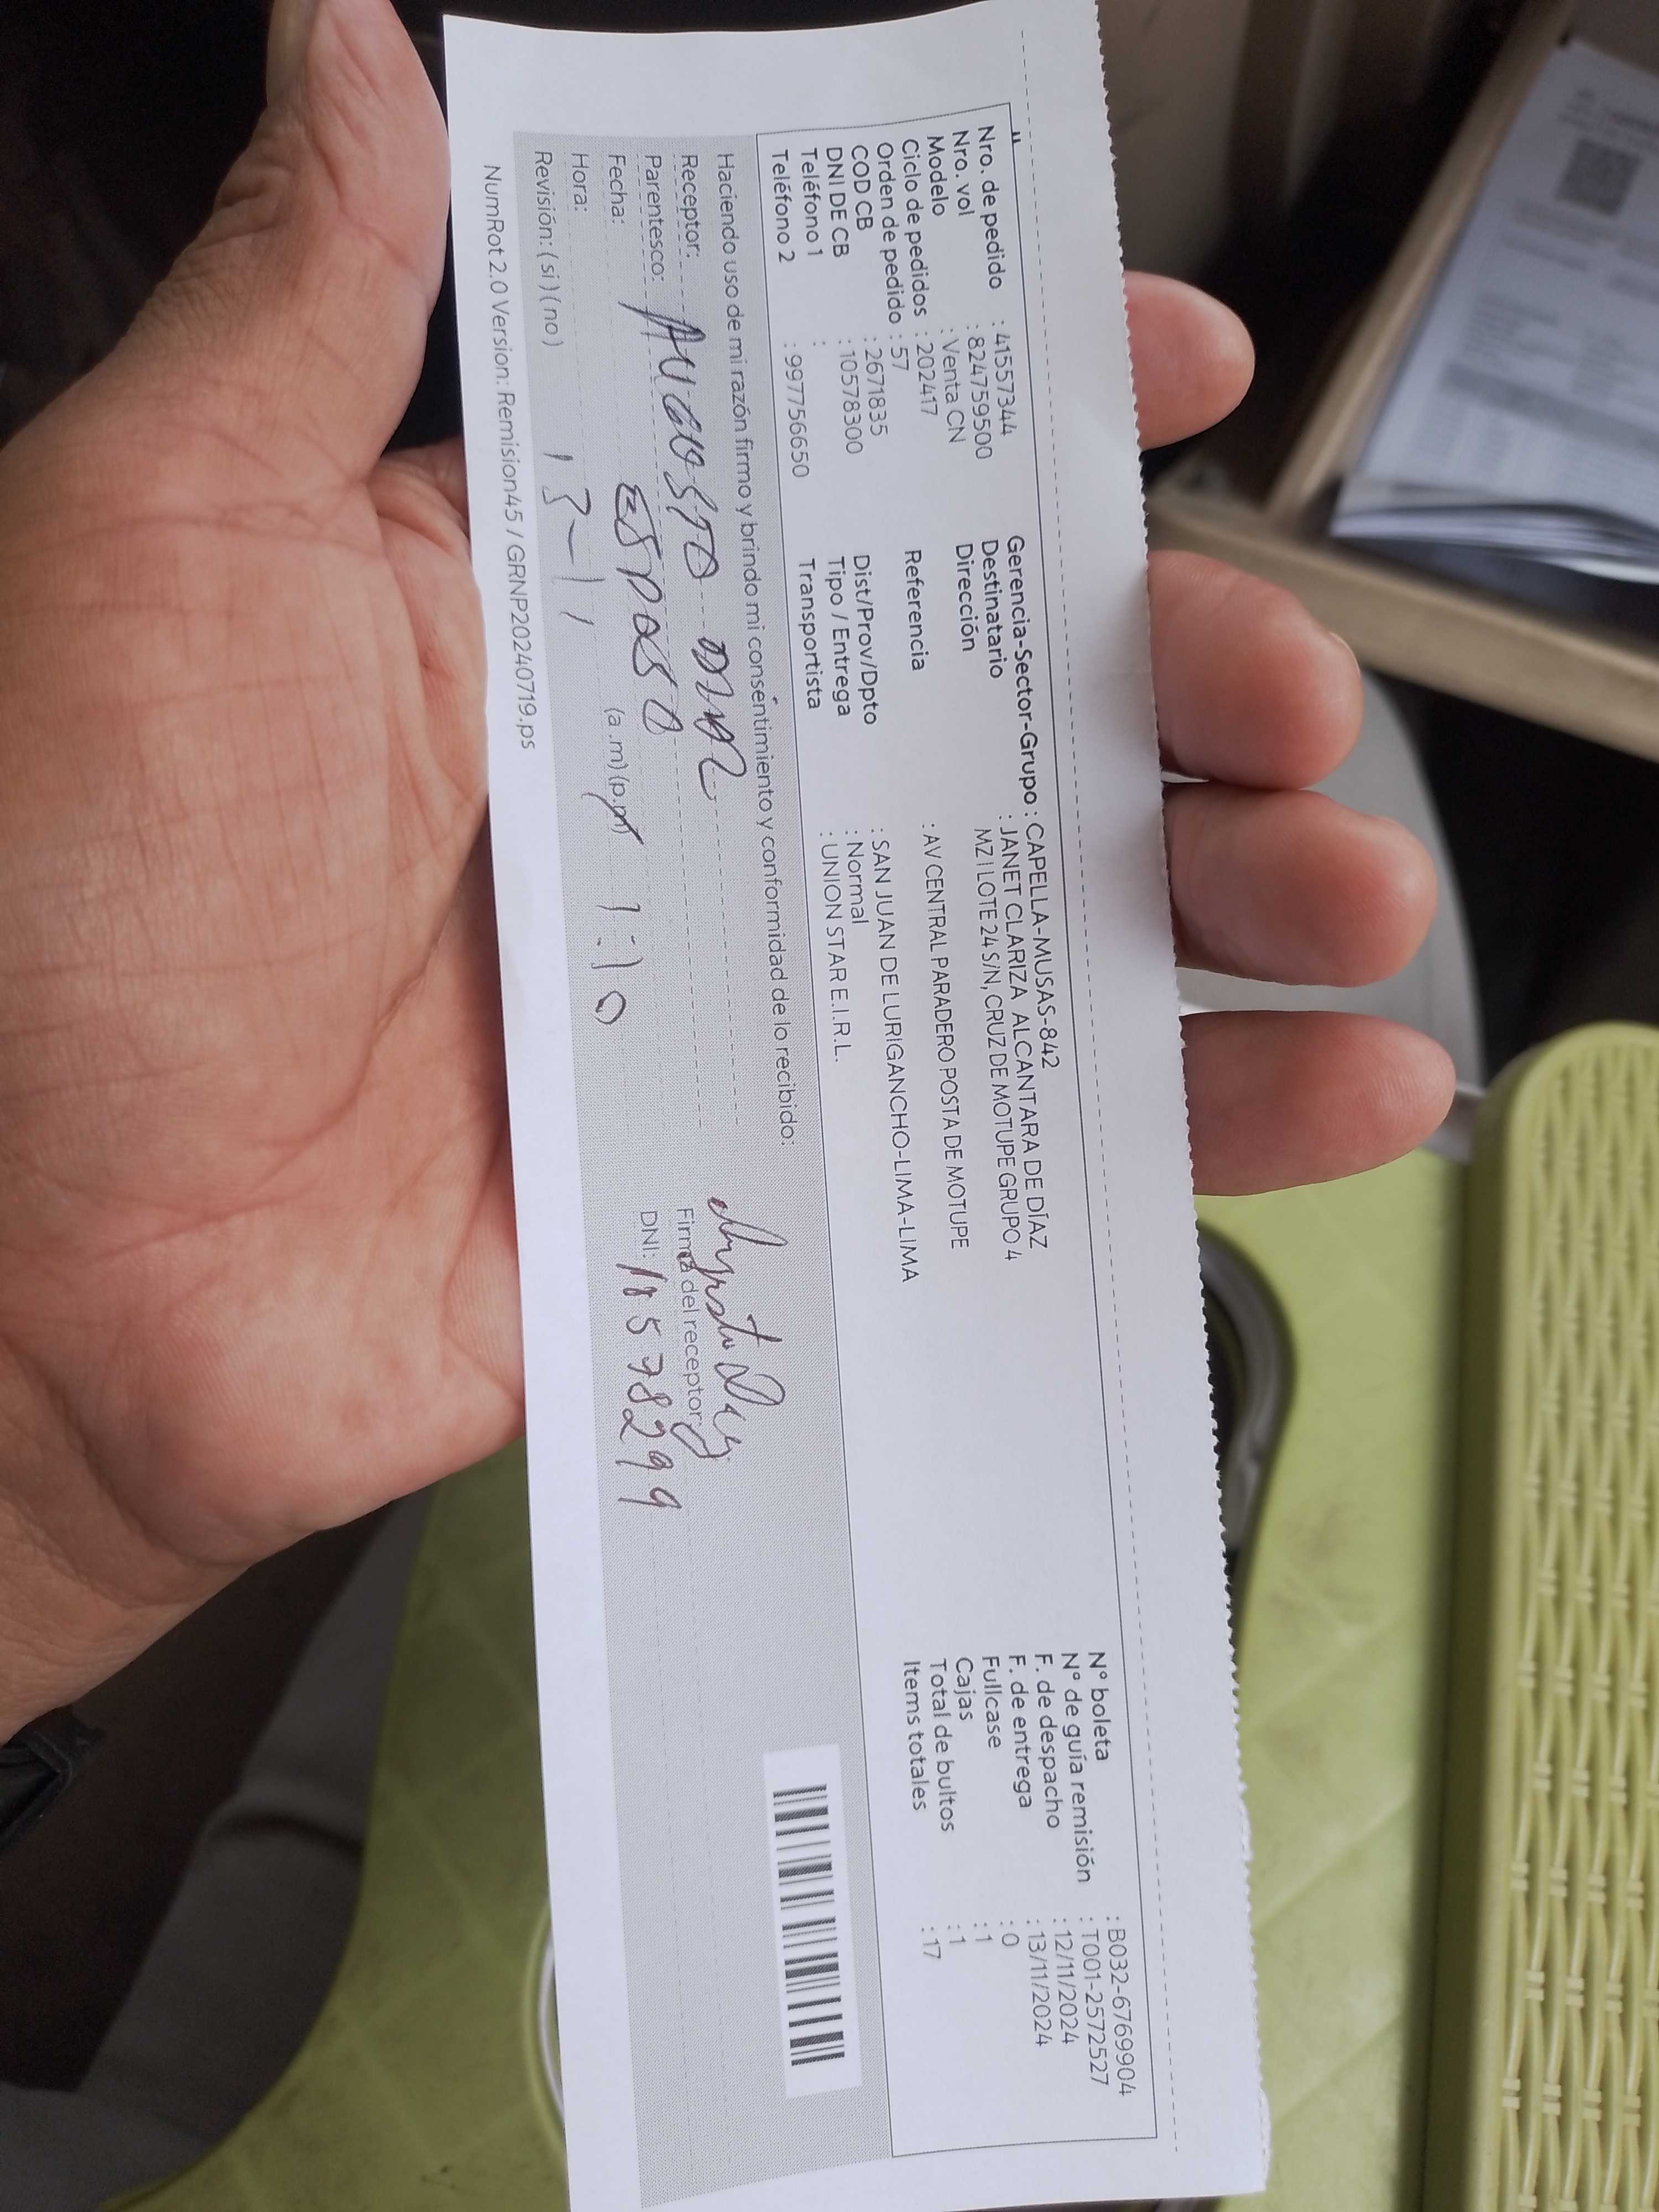 Nro. de pedido : 41557344
Nro. vol : 824759500
Modelo : Venta CN
Ciclo de pedidos : 202417
Orden de pedido : 57
COD CB : 2671835
DNI DE CB : 10578300
Teléfono 1 :
Teléfono 2 : 997756650
Gerencia-Sector-Grupo : CAPELLA-MUSAS-842
Destinatario : JANET CLARIZA ALCANTARA DE DÍAZ
Dirección MZ I LOTE 24 S/N, CRUZ DE MOTUPE GRUPO 4
Referencia : AV CENTRAL PARADERO POSTA DE MOTUPE
Dist/Prov/Dpto : SAN JUAN DE LURIGANCHO-LIMA-LIMA
Tipo / Entrega : Normal
Transportista : UNION STAR E.I.R.L.
N° boleta : B032-6769904
N° de guía remisión : T001-2572527
F. de despacho : 12/11/2024
F. de entrega : 13/11/2024
Fullcase : 0
Cajas : 1
Total de bultos : 1
Items totales : 17
Haciendo uso de mi razón firmo y brindo mi consentimiento y conformidad de lo recibido:
Receptor: AUGUSTO DIAZ
Parentesco: ESPOSO
Fecha: 13-11
Hora: (a.m) (p.m) 1:10
Revisión: (si) (no)
Firma del receptor
DNI: 10578299
NumRot 2.0 Version: Remision45 / GRNP20240719.ps